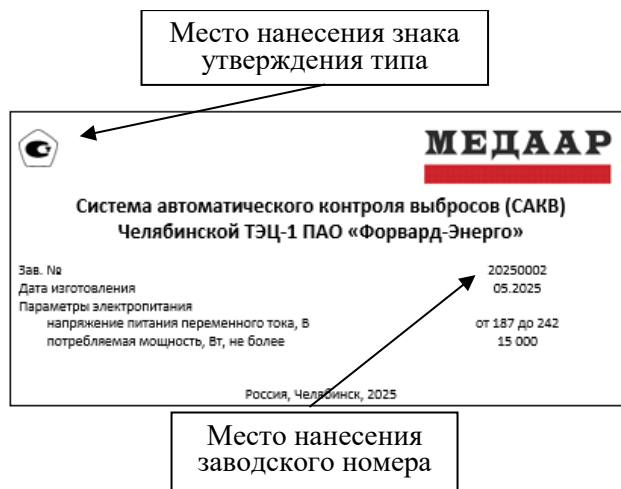 Место нанесения знака
утверждения типа
МЕДААР
Система автоматического контроля выбросов (САКВ)
Челябинской ТЭЦ-1 ПАО «Форвард-Энерго»
Зав. № 20250002
Дата изготовления 05.2025
Параметры электропитания
напряжение питания переменного тока, В от 187 до 242
потребляемая мощность, Вт, не более 15 000
Россия, Челябинск, 2025
Место нанесения
заводского номера